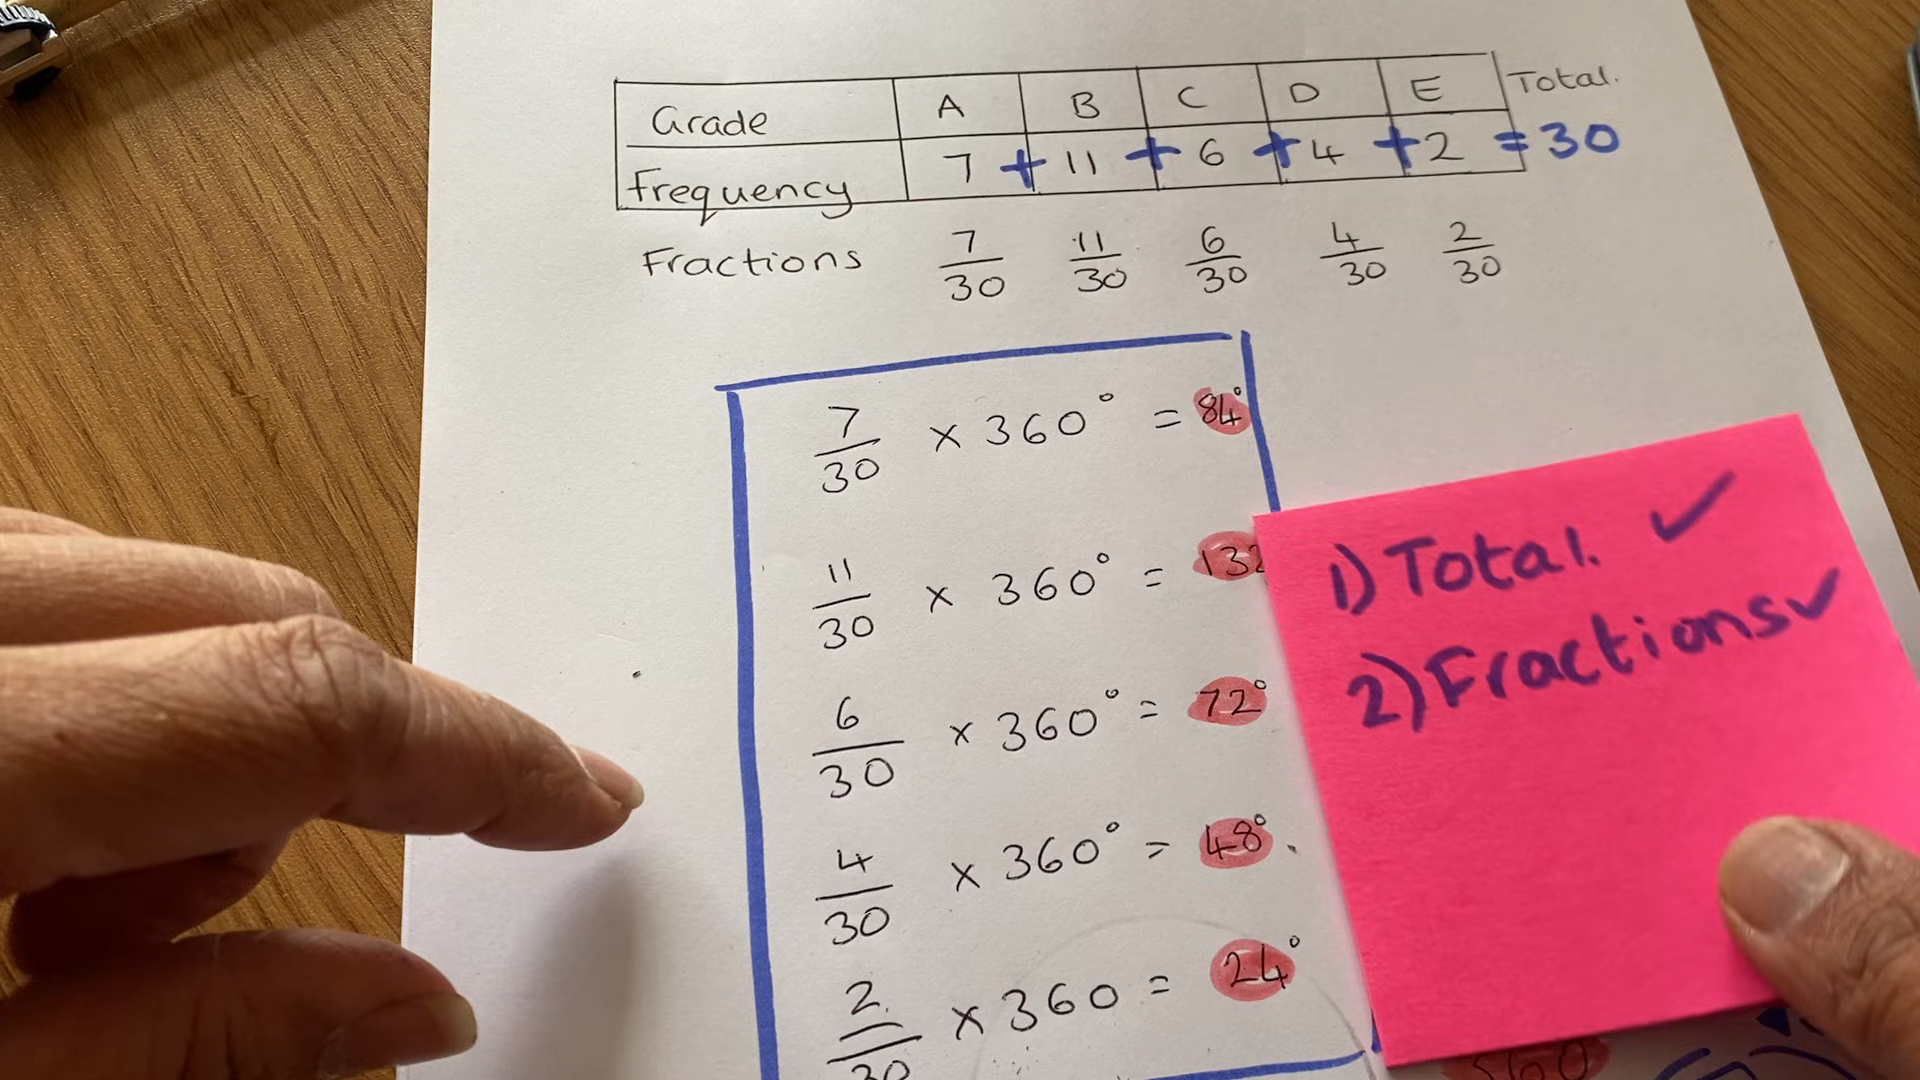 Grade A B C D E Total.
Frequency 7 + 11 + 6 + 4 + 2 = 30
Fractions 7/30 11/30 6/30 4/30 2/30
7/30 × 360° = 84°
11/30 × 360° = 132
6/30 × 360° = 72°
4/30 × 360° = 48°.
2/30 × 360 = 24°
1) Total. ✓
2) Fractions ✓
360